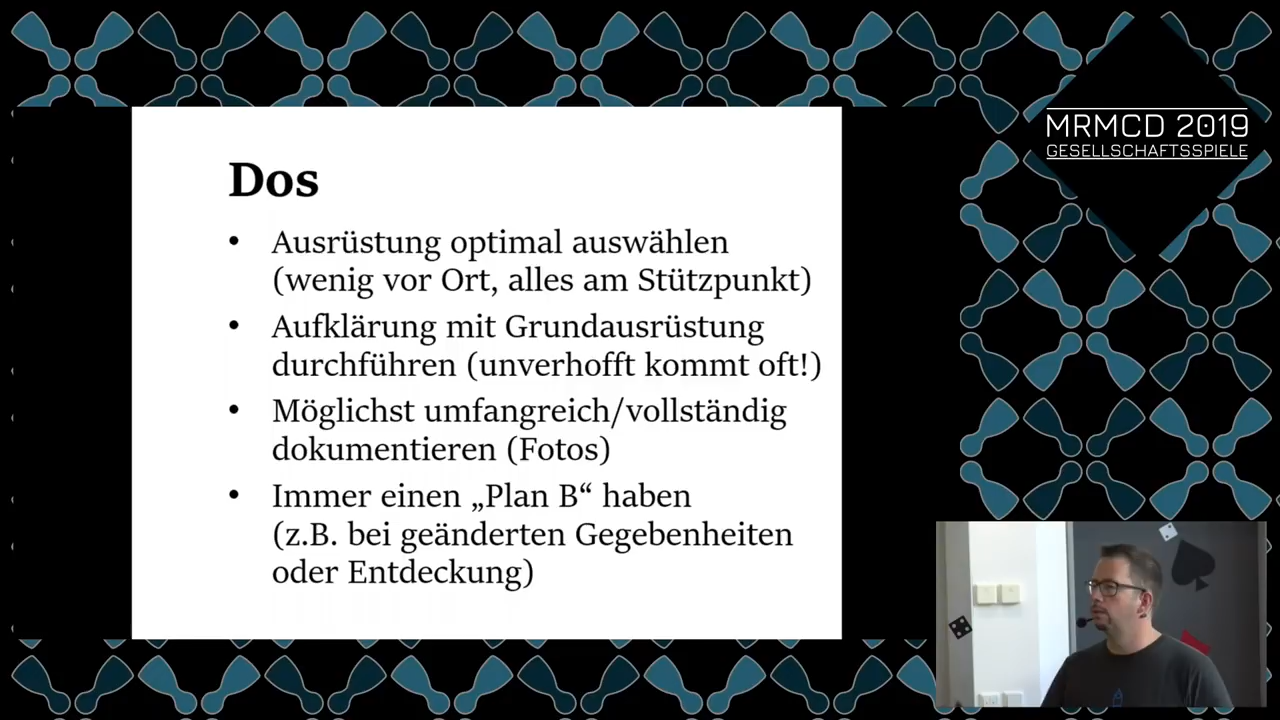 MRMCD 2019
GESELLSCHAFTSSPIELE
Dos
• Ausrüstung optimal auswählen
(wenig vor Ort, alles am Stützpunkt)
• Aufklärung mit Grundausrüstung
durchführen (unverhofft kommt oft!)
• Möglichst umfangreich/vollständig
dokumentieren (Fotos)
• Immer einen „Plan B“ haben
(z.B. bei geänderten Gegebenheiten
oder Entdeckung)